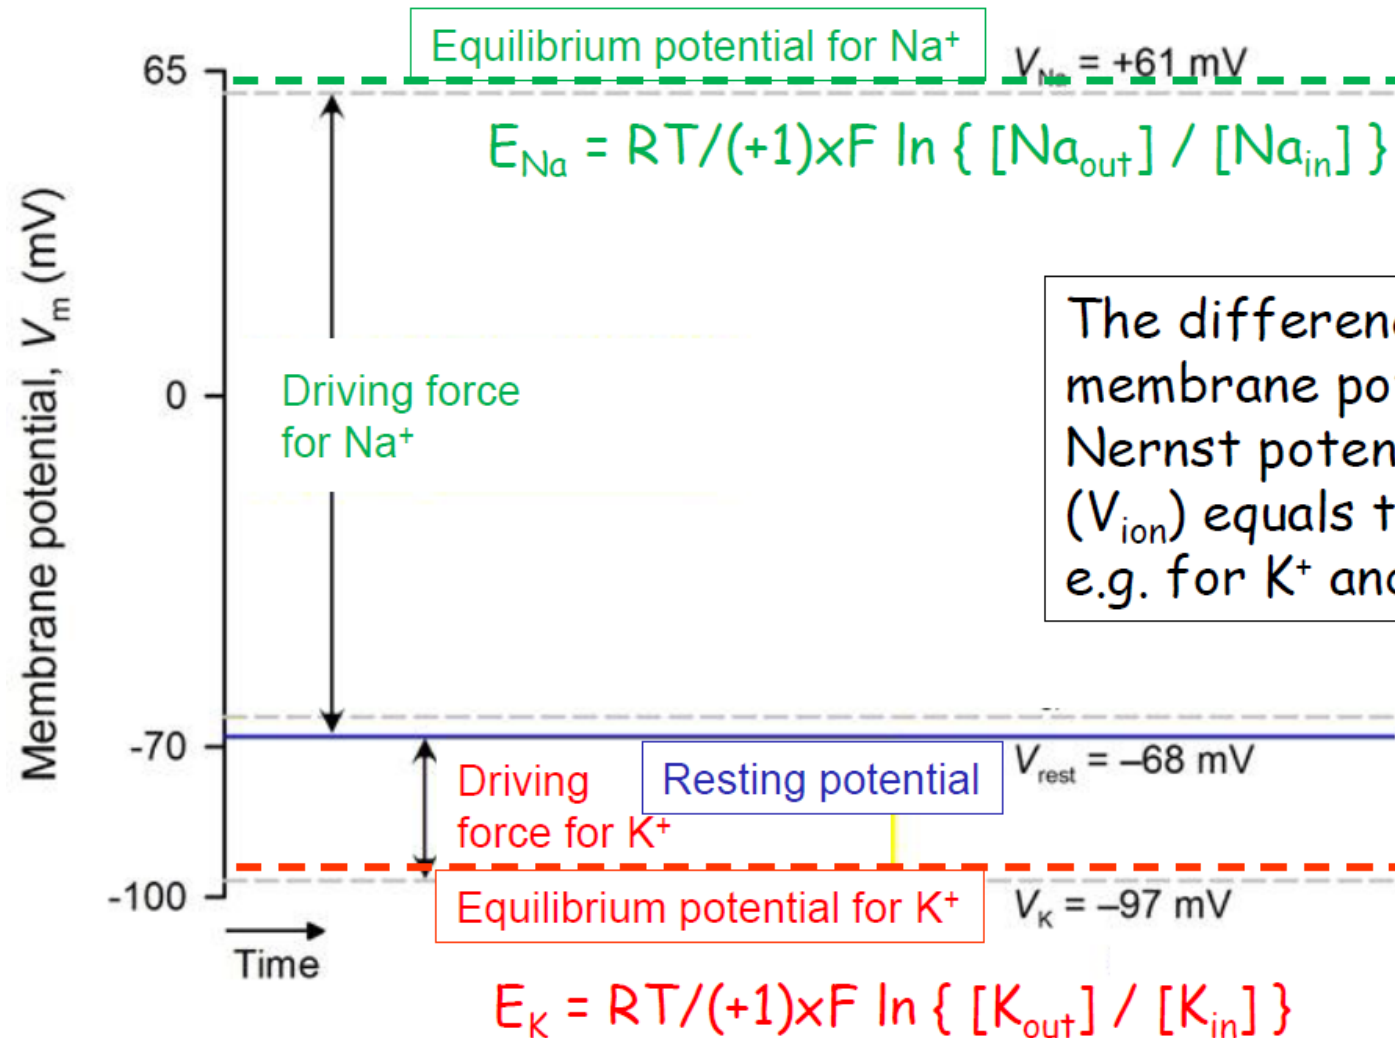 Equilibrium potential for Na⁺
65
V_Na = +61 mV
E_Na = RT/(+1)xF ln { [Na_out] / [Na_in] }
Membrane potential, V_m (mV)
The differen
membrane po
Nernst poten
(V_ion) equals t
e.g. for K⁺ and
0
Driving force
for Na⁺
-70
Resting potential
V_rest = –68 mV
Driving
force for K⁺
-100
Equilibrium potential for K⁺
V_K = –97 mV
Time
E_K = RT/(+1)xF ln { [K_out] / [K_in] }